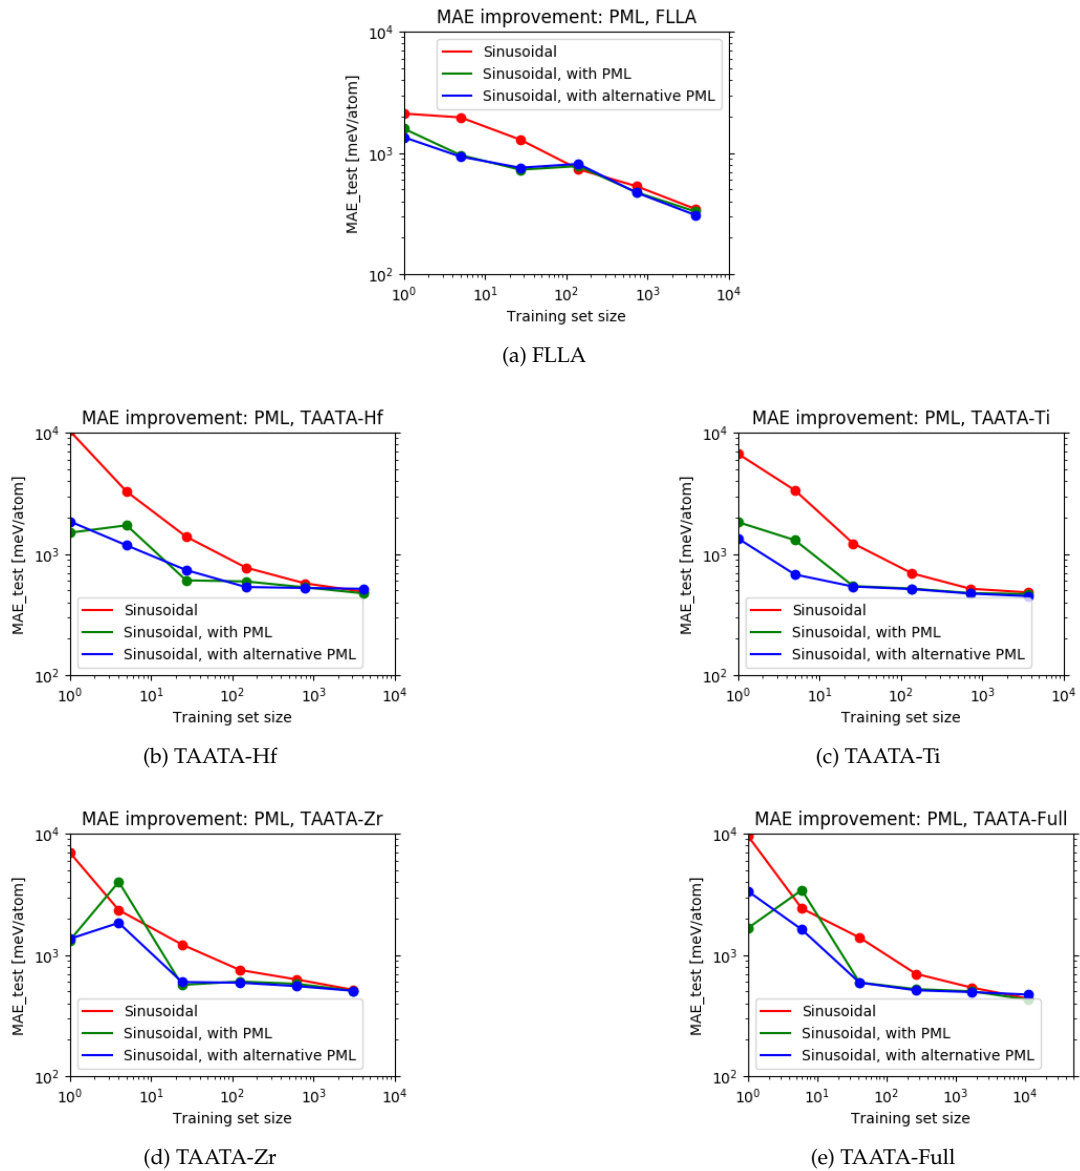 MAE improvement: PML, FLLA
10^4
Sinusoidal
Sinusoidal, with PML
Sinusoidal, with alternative PML
MAE_test [meV/atom]
10^3
10^2
10^0 10^1 10^2 10^3 10^4
Training set size
(a) FLLA
MAE improvement: PML, TAATA-Hf
10^4
MAE_test [meV/atom]
10^3
Sinusoidal
Sinusoidal, with PML
Sinusoidal, with alternative PML
10^2
10^0 10^1 10^2 10^3 10^4
Training set size
(b) TAATA-Hf
MAE improvement: PML, TAATA-Ti
10^4
MAE_test [meV/atom]
10^3
Sinusoidal
Sinusoidal, with PML
Sinusoidal, with alternative PML
10^2
10^0 10^1 10^2 10^3 10^4
Training set size
(c) TAATA-Ti
MAE improvement: PML, TAATA-Zr
10^4
MAE_test [meV/atom]
10^3
Sinusoidal
Sinusoidal, with PML
Sinusoidal, with alternative PML
10^2
10^0 10^1 10^2 10^3 10^4
Training set size
(d) TAATA-Zr
MAE improvement: PML, TAATA-Full
10^4
MAE_test [meV/atom]
10^3
Sinusoidal
Sinusoidal, with PML
Sinusoidal, with alternative PML
10^2
10^0 10^1 10^2 10^3 10^4
Training set size
(e) TAATA-Full